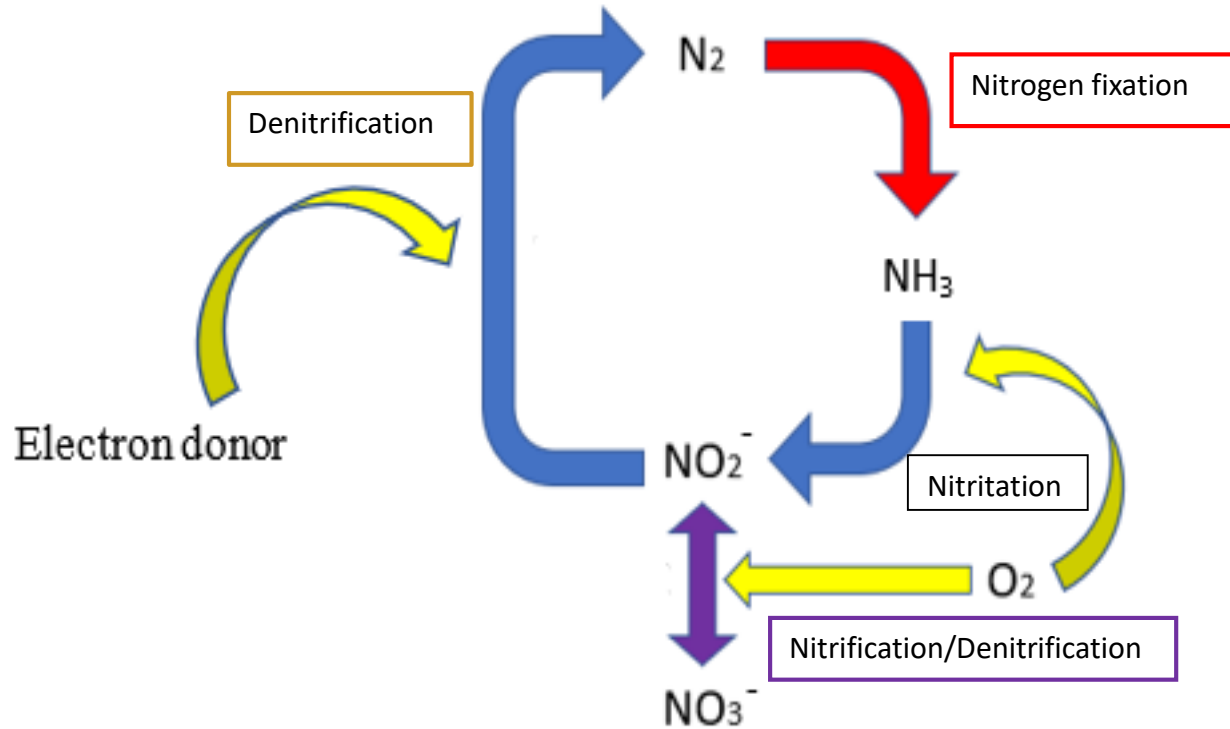 N₂
Nitrogen fixation
Denitrification
NH₃
Electron donor
NO₂⁻
Nitritation
O₂
Nitrification/Denitrification
NO₃⁻